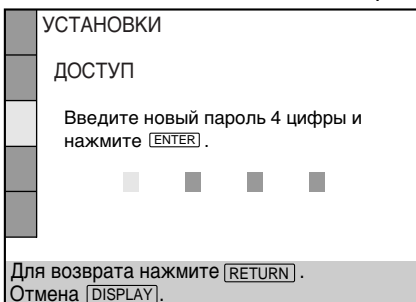 УСТАНОВКИ
ДОСТУП
Введите новый пароль 4 цифры и
нажмите ENTER .
Для возврата нажмите RETURN .
Отмена DISPLAY.